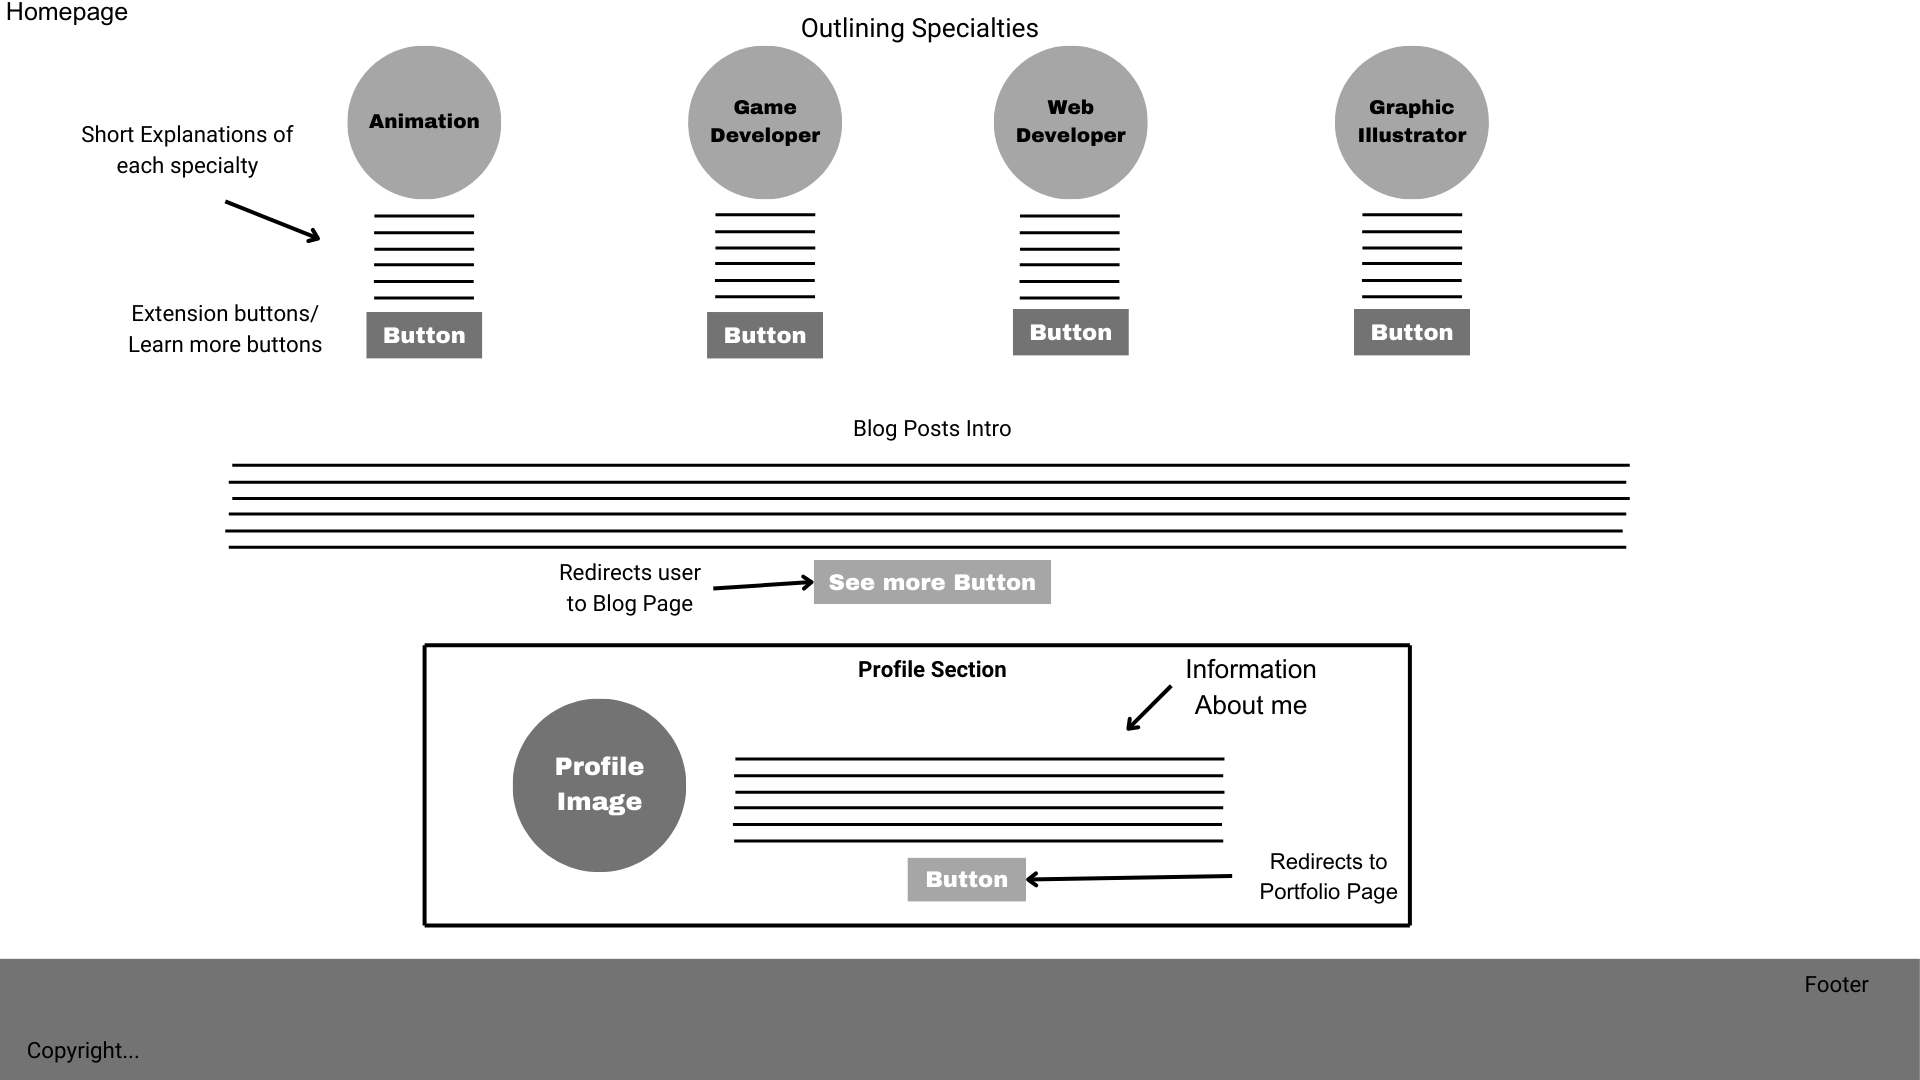 Homepage
Outlining Specialties
Animation
Game
Developer
Web
Developer
Graphic
Illustrator
Short Explanations of
each specialty
Extension buttons/
Learn more buttons
Button
Button
Button
Button
Blog Posts Intro
Redirects user
to Blog Page
See more Button
Profile Section
Information
About me
Profile
Image
Button
Redirects to
Portfolio Page
Footer
Copyright...